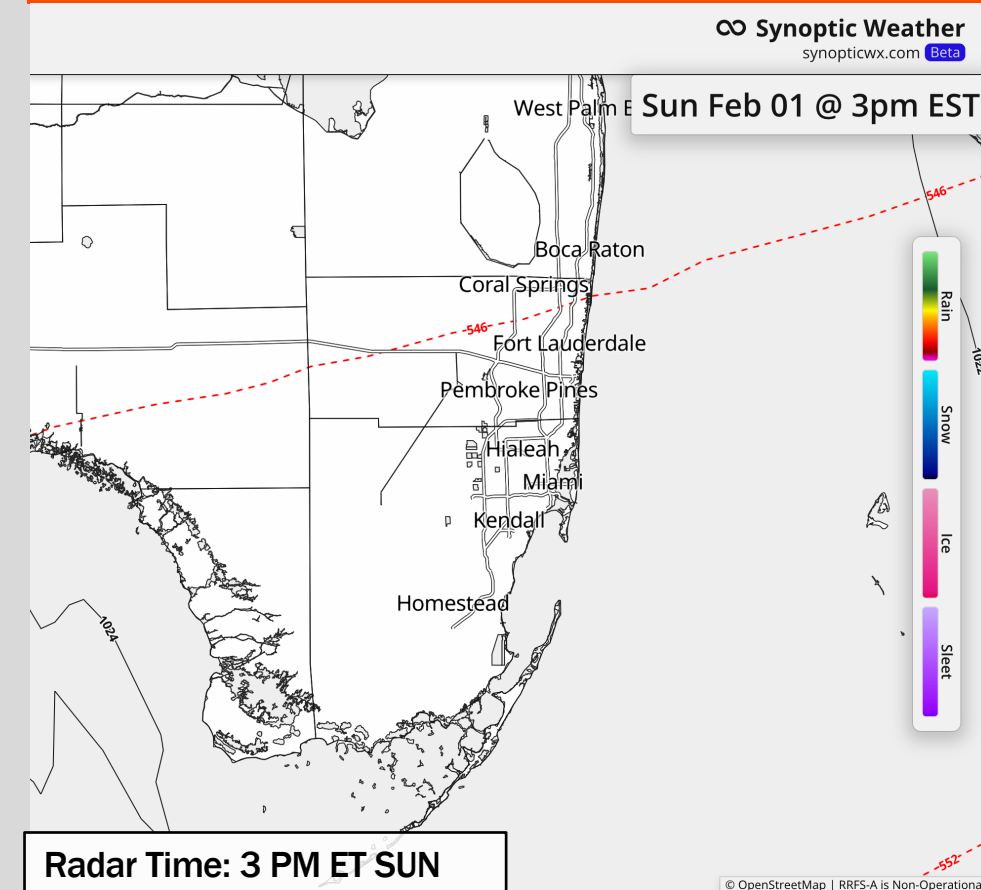 Synoptic Weather
synopticwx.com Beta
West Palm B
Sun Feb 01 @ 3pm EST
546
Boca Raton
Coral Springs
Rain
546
Fort Lauderdale
1022
Pembroke Pines
Snow
Hialeah
Miami
Kendall
Ice
Homestead
1024
Sleet
Radar Time: 3 PM ET SUN
552
© OpenStreetMap | RRFS-A is Non-Operationa